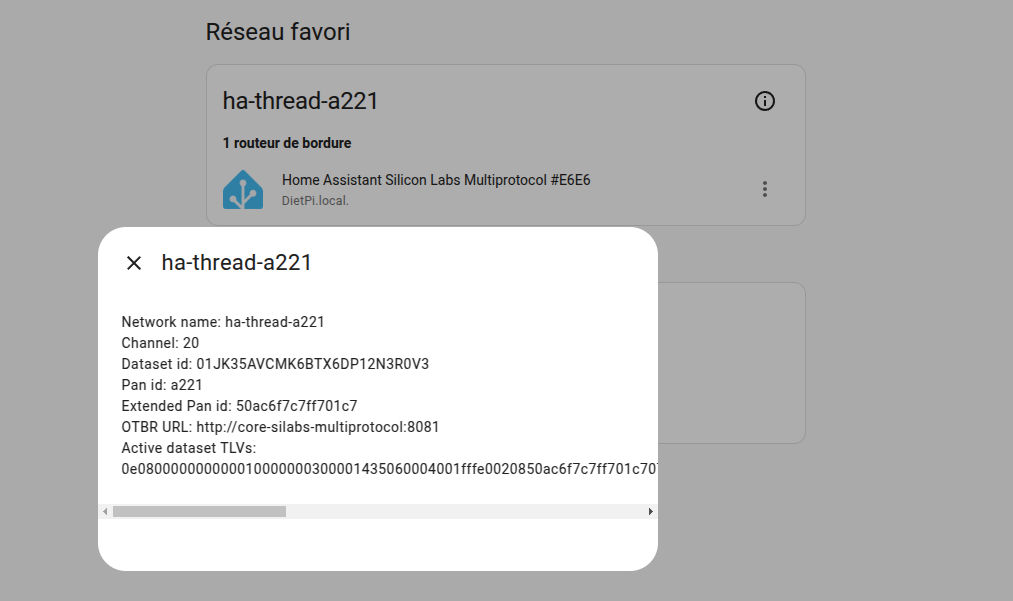 Réseau favori
ha-thread-a221
1 routeur de bordure
Home Assistant Silicon Labs Multiprotocol #E6E6
DietPi.local.
ha-thread-a221
Network name: ha-thread-a221
Channel: 20
Dataset id: 01JK35AVCMK6BTX6DP12N3R0V3
Pan id: a221
Extended Pan id: 50ac6f7c7ff701c7
OTBR URL: http://core-silabs-multiprotocol:8081
Active dataset TLVs:
0e080000000000010000000300001435060004001fffe0020850ac6f7c7ff701c70